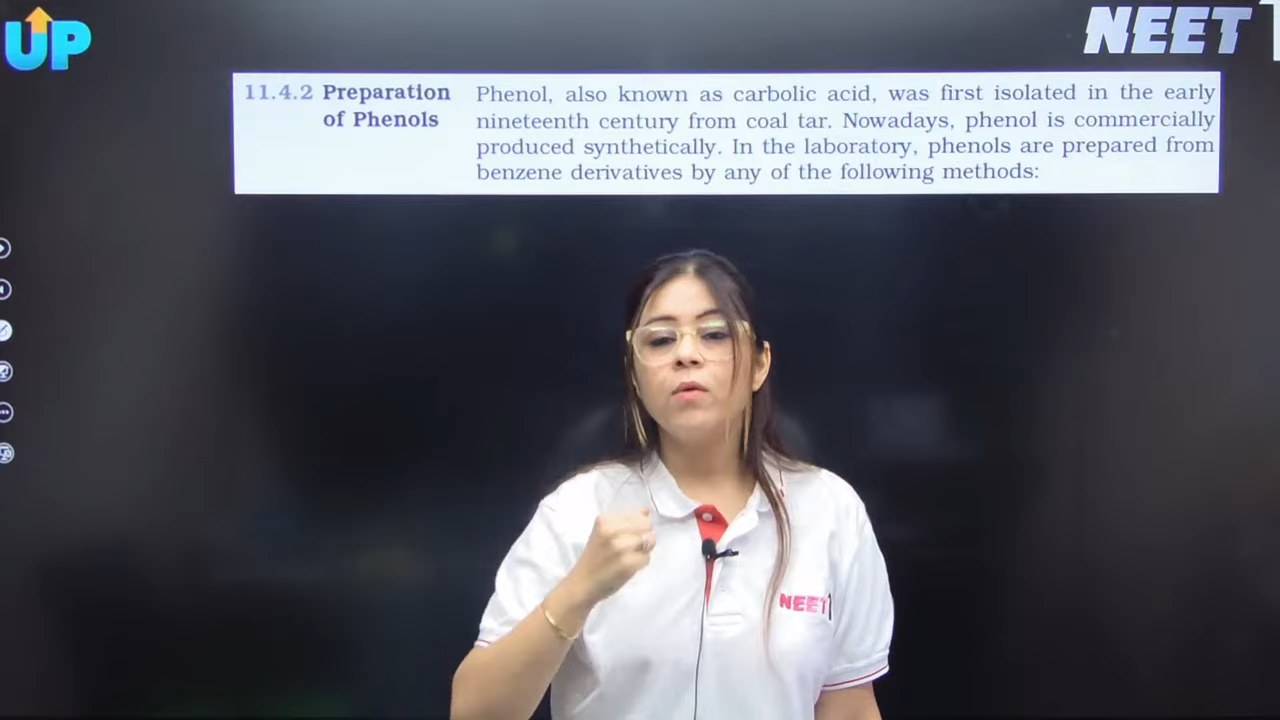 UP
NEET 1
11.4.2 Preparation of Phenols
Phenol, also known as carbolic acid, was first isolated in the early
nineteenth century from coal tar. Nowadays, phenol is commercially
produced synthetically. In the laboratory, phenols are prepared from
benzene derivatives by any of the following methods:
NEET1